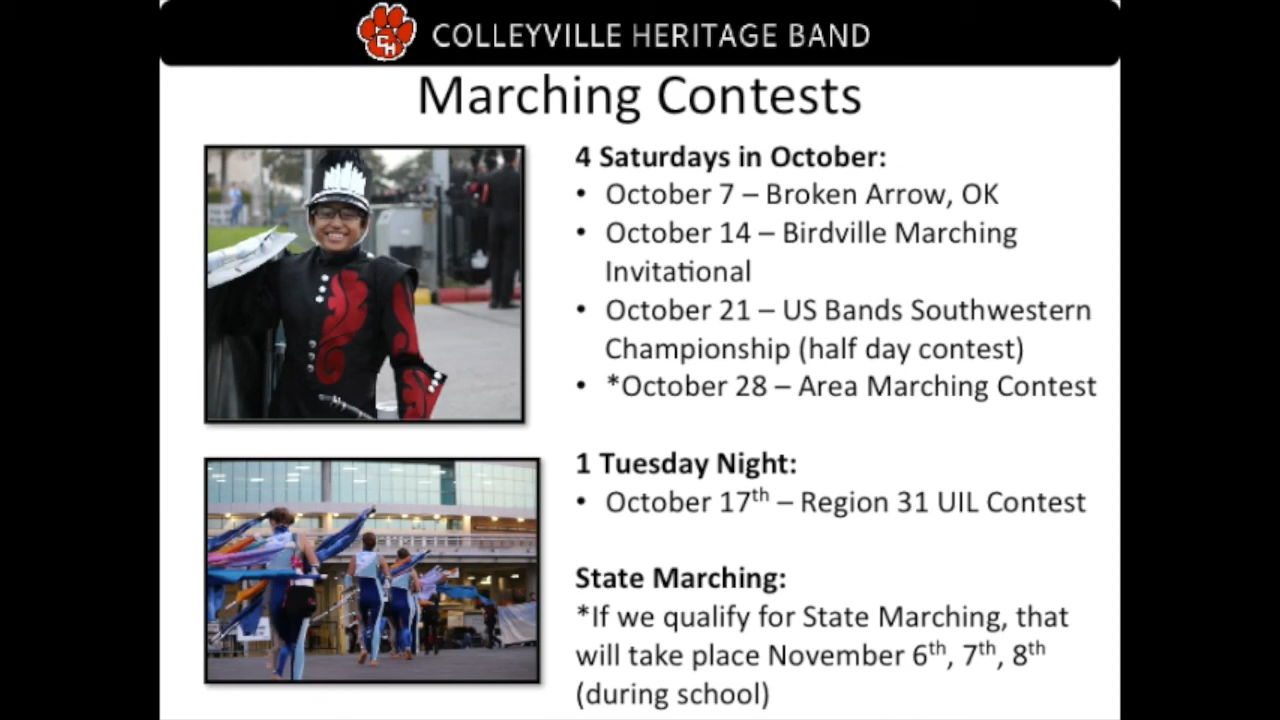 CH
COLLEYVILLE HERITAGE BAND
Marching Contests
4 Saturdays in October:
• October 7 – Broken Arrow, OK
• October 14 – Birdville Marching
Invitational
• October 21 – US Bands Southwestern
Championship (half day contest)
• *October 28 – Area Marching Contest
1 Tuesday Night:
• October 17th – Region 31 UIL Contest
State Marching:
*If we qualify for State Marching, that
will take place November 6th, 7th, 8th
(during school)